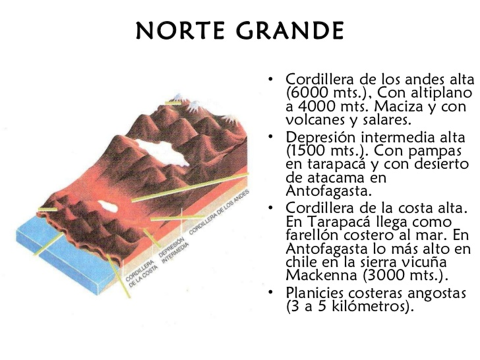 NORTE GRANDE
• Cordillera de los andes alta
(6000 mts.), Con altiplano
a 4000 mts. Maciza y con
volcanes y salares.
• Depresión intermedia alta
(1500 mts.). Con pampas
en tarapacá y con desierto
de atacama en
Antofagasta.
• Cordillera de la costa alta.
En Tarapacá llega como
farellón costero al mar. En
Antofagasta lo más alto en
chile en la sierra vicuña
Mackenna (3000 mts.).
• Planicies costeras angostas
(3 a 5 kilómetros).
CORDILLERA
DE LA COSTA
DEPRESIÓN
INTERMEDIA
CORDILLERA DE LOS ANDES